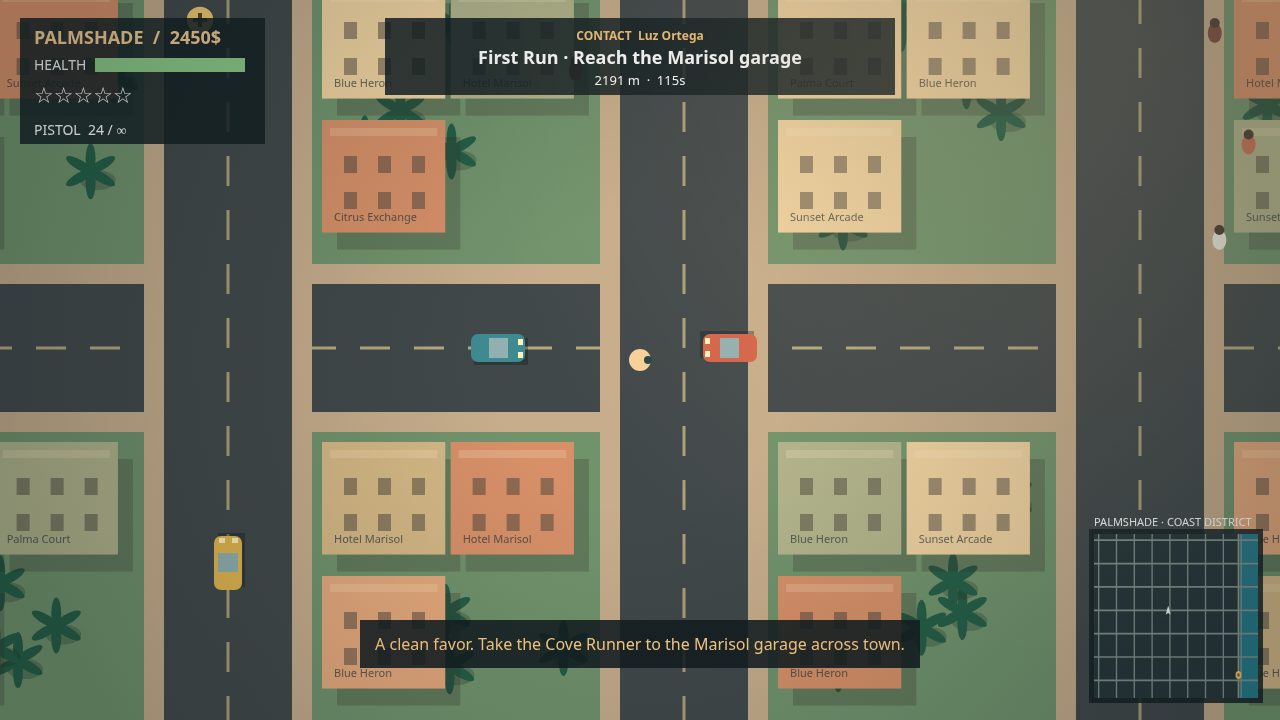 PALMSHADE / 2450$
HEALTH
PISTOL 24 / ∞
CONTACT Luz Ortega
First Run · Reach the Marisol garage
2191 m · 115s
Blue Heron
Hotel Marisol
Palma Court
Blue Heron
Citrus Exchange
Sunset Arcade
Palma Court
Hotel Marisol
Hotel Marisol
Blue Heron
Sunset Arcade
PALMSHADE · COAST DISTRICT
A clean favor. Take the Cove Runner to the Marisol garage across town.
Blue Heron
Blue Heron